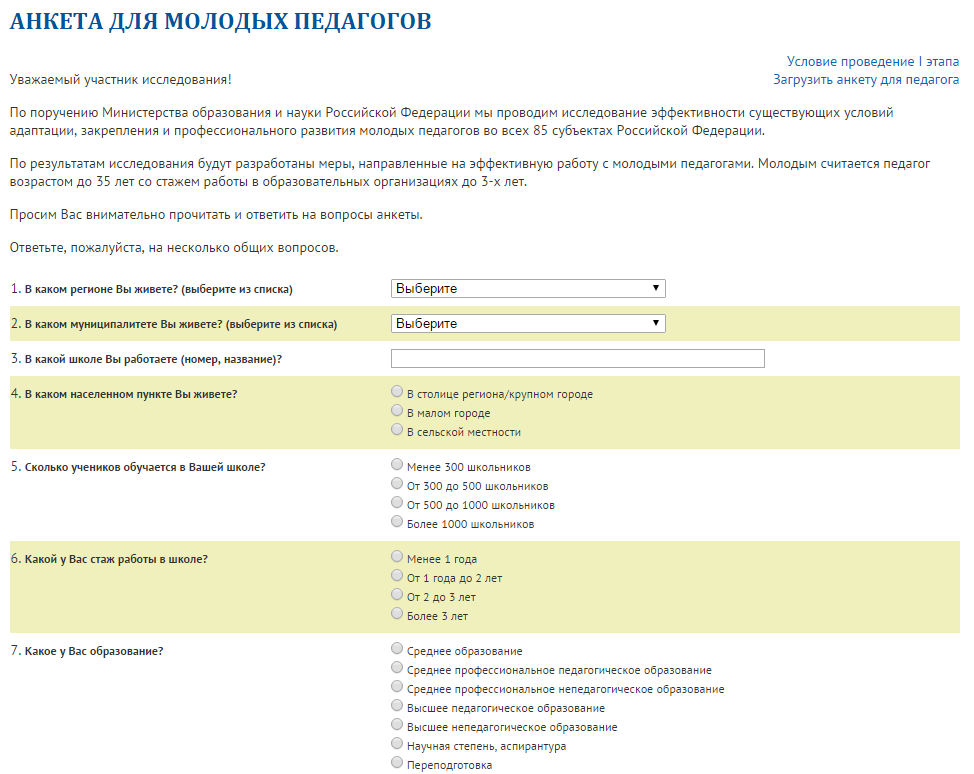 АНКЕТА ДЛЯ МОЛОДЫХ ПЕДАГОГОВ
Условие проведение I этапа
Уважаемый участник исследования!
Загрузить анкету для педагога
По поручению Министерства образования и науки Российской Федерации мы проводим исследование эффективности существующих условий
адаптации, закрепления и профессионального развития молодых педагогов во всех 85 субъектах Российской Федерации.
По результатам исследования будут разработаны меры, направленные на эффективную работу с молодыми педагогами. Молодым считается педагог
возрастом до 35 лет со стажем работы в образовательных организациях до 3-х лет.
Просим Вас внимательно прочитать и ответить на вопросы анкеты.
Ответьте, пожалуйста, на несколько общих вопросов.
1. В каком регионе Вы живете? (выберите из списка)
Выберите
2. В каком муниципалитете Вы живете? (выберите из списка)
Выберите
3. В какой школе Вы работаете (номер, название)?
4. В каком населенном пункте Вы живете?
В столице региона/крупном городе
В малом городе
В сельской местности
5. Сколько учеников обучается в Вашей школе?
Менее 300 школьников
От 300 до 500 школьников
От 500 до 1000 школьников
Более 1000 школьников
6. Какой у Вас стаж работы в школе?
Менее 1 года
От 1 года до 2 лет
От 2 до 3 лет
Более 3 лет
7. Какое у Вас образование?
Среднее образование
Среднее профессиональное педагогическое образование
Среднее профессиональное непедагогическое образование
Высшее педагогическое образование
Высшее непедагогическое образование
Научная степень, аспирантура
Переподготовка